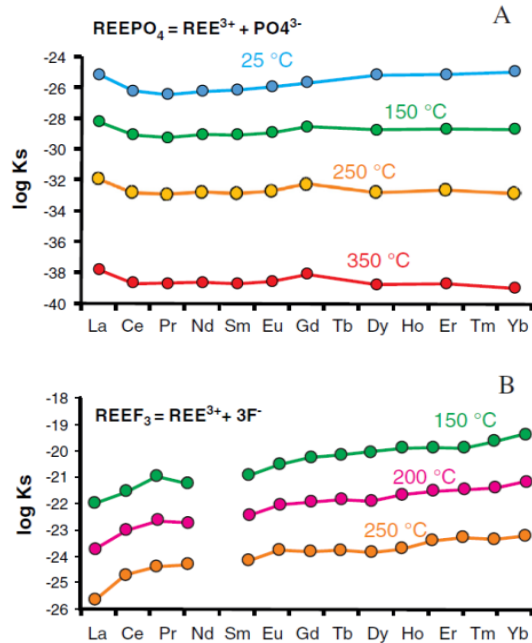 A
REEPO₄ = REE³⁺ + PO4³⁻
25 °C
150 °C
250 °C
350 °C
log Ks
-24
-26
-28
-30
-32
-34
-36
-38
-40
La Ce Pr Nd Sm Eu Gd Tb Dy Ho Er Tm Yb
B
REEF₃ = REE³⁺ + 3F⁻
150 °C
200 °C
250 °C
log Ks
-18
-19
-20
-21
-22
-23
-24
-25
-26
La Ce Pr Nd Sm Eu Gd Tb Dy Ho Er Tm Yb